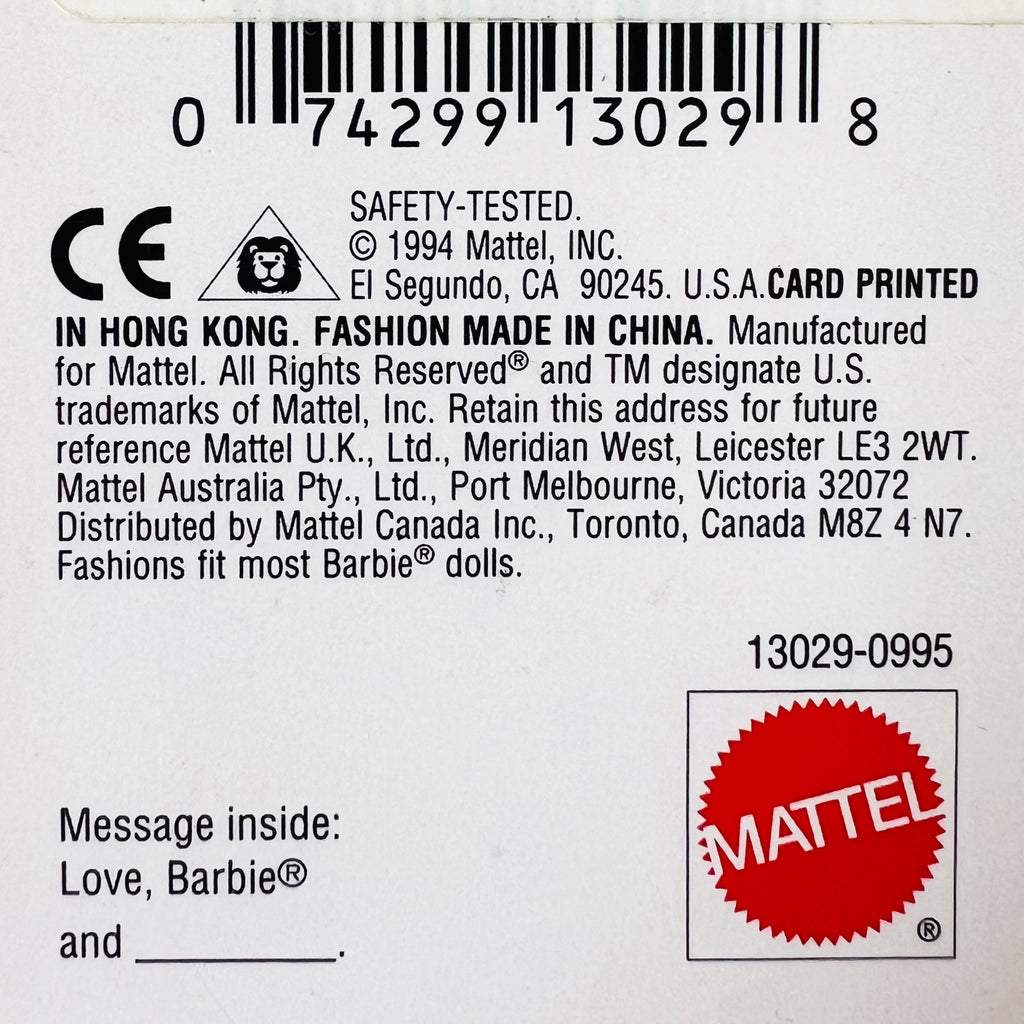 0 74299 13029 8
CE
SAFETY-TESTED.
© 1994 Mattel, INC.
El Segundo, CA 90245. U.S.A. CARD PRINTED
IN HONG KONG. FASHION MADE IN CHINA. Manufactured
for Mattel. All Rights Reserved® and TM designate U.S.
trademarks of Mattel, Inc. Retain this address for future
reference Mattel U.K., Ltd., Meridian West, Leicester LE3 2WT.
Mattel Australia Pty., Ltd., Port Melbourne, Victoria 32072
Distributed by Mattel Canada Inc., Toronto, Canada M8Z 4 N7.
Fashions fit most Barbie® dolls.
13029-0995
MATTEL
®
Message inside:
Love, Barbie®
and __________.